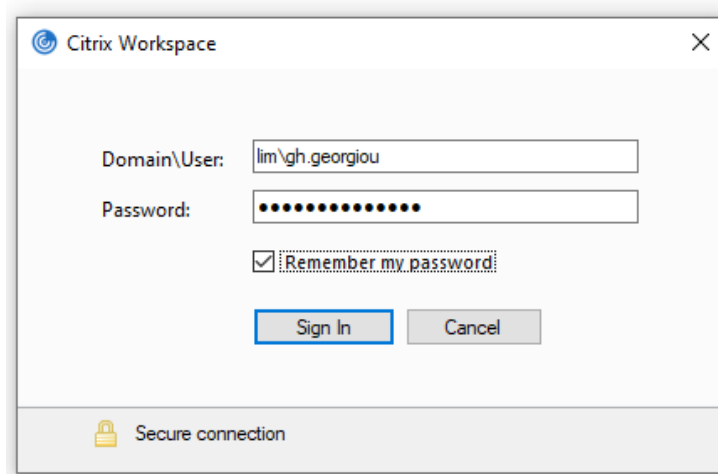 Citrix Workspace
Domain\User: lim\gh.georgiou
Password: ••••••••••••••
Remember my password
Sign In Cancel
Secure connection